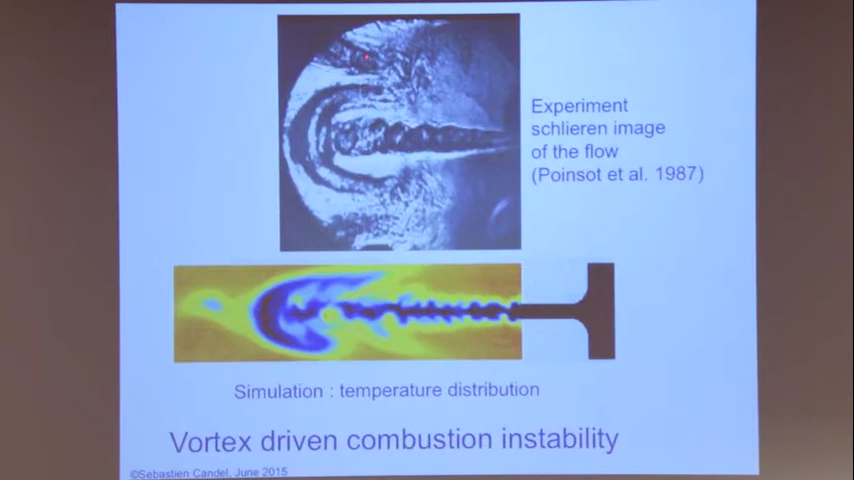 Experiment
schlieren image
of the flow
(Poinsot et al. 1987)
Simulation : temperature distribution
Vortex driven combustion instability
©Sebastien Candel, June 2015